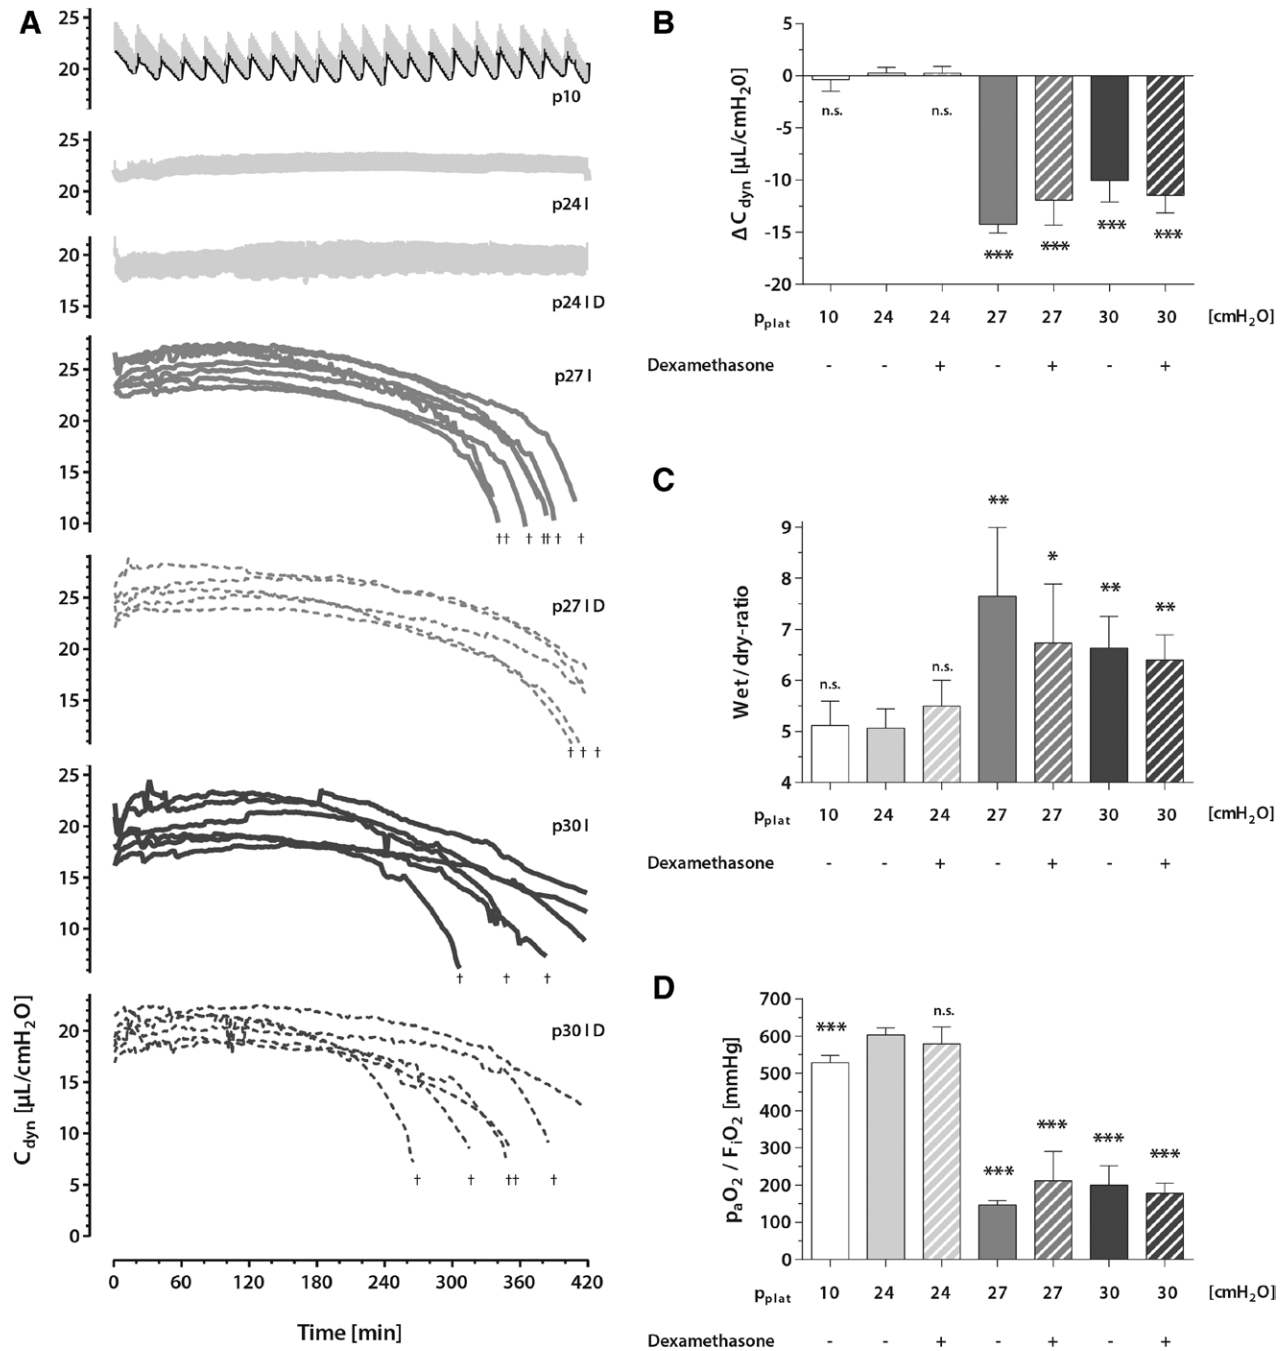 A
25
20
p10
25
20
p24 I
20
15
p24 I D
25
20
15
10
p27 I
†† † †† † †
25
20
15
p27 I D
† † †
25
20
15
10
p30 I
† † †
20
15
10
5
0
p30 I D
† † †† †
C dyn [µL/cmH2O]
0 60 120 180 240 300 360 420
Time [min]
B
Δ C dyn [µL/cmH20]
5
0
-5
-10
-15
-20
n.s. n.s. *** *** *** ***
p plat 10 24 24 27 27 30 30 [cmH2O]
Dexamethasone - - + - + - +
C
Wet / dry-ratio
9
8
7
6
5
4
n.s. n.s. ** * ** **
p plat 10 24 24 27 27 30 30 [cmH2O]
Dexamethasone - - + - + - +
D
paO2 / FiO2 [mmHg]
700
600
500
400
300
200
100
0
*** n.s. *** *** *** ***
p plat 10 24 24 27 27 30 30 [cmH2O]
Dexamethasone - - + - + - +